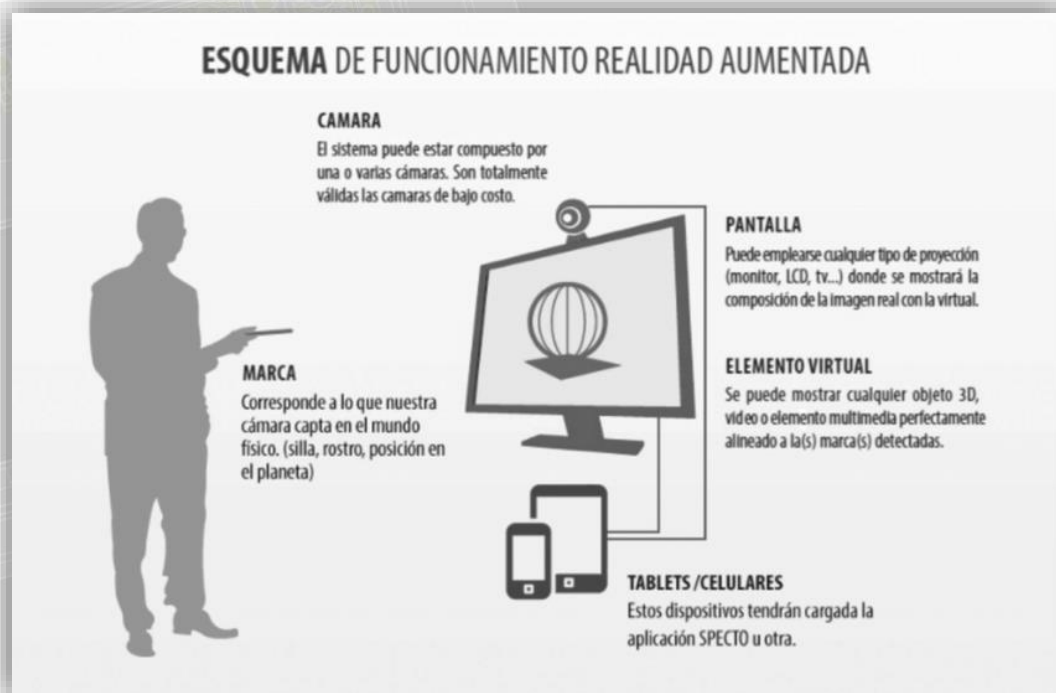 ESQUEMA DE FUNCIONAMIENTO REALIDAD AUMENTADA
CAMARA
El sistema puede estar compuesto por
una o varias cámaras. Son totalmente
válidas las camaras de bajo costo.
PANTALLA
Puede emplearse cualquier tipo de proyección
(monitor, LCD, tv...) donde se mostrará la
composición de la imagen real con la virtual.
MARCA
Corresponde a lo que nuestra
cámara capta en el mundo
físico. (silla, rostro, posición en
el planeta)
ELEMENTO VIRTUAL
Se puede mostrar cualquier objeto 3D,
video o elemento multimedia perfectamente
alineado a la(s) marca(s) detectadas.
TABLETS /CELULARES
Estos dispositivos tendrán cargada la
aplicación SPECTO u otra.